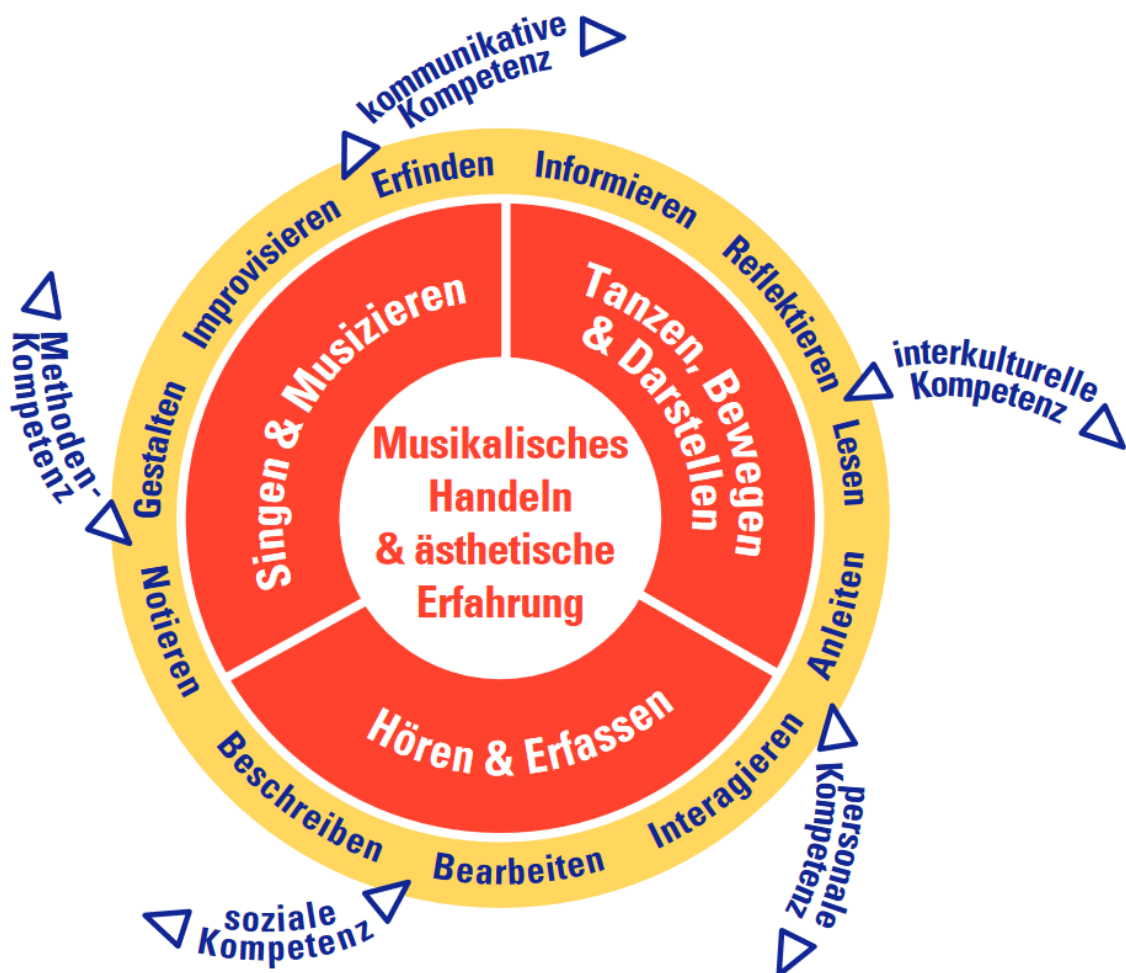 kommunikative
Kompetenz
Erfinden
Informieren
Reflektieren
Lesen
Anleiten
Interagieren
Bearbeiten
Beschreiben
Notieren
Gestalten
Improvisieren
interkulturelle
Kompetenz
personale
Kompetenz
soziale
Kompetenz
Methoden-
Kompetenz
Singen & Musizieren
Tanzen, Bewegen
& Darstellen
Hören & Erfassen
Musikalisches
Handeln
& ästhetische
Erfahrung